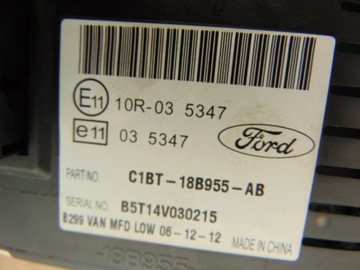 E11 10R-03 5347
e11 03 5347
Ford
PART NO. C1BT-18B955-AB
SERIAL NO. B5T14V030215
B299 VAN MFD LOW 06-12-12
MADE IN CHINA
18B955